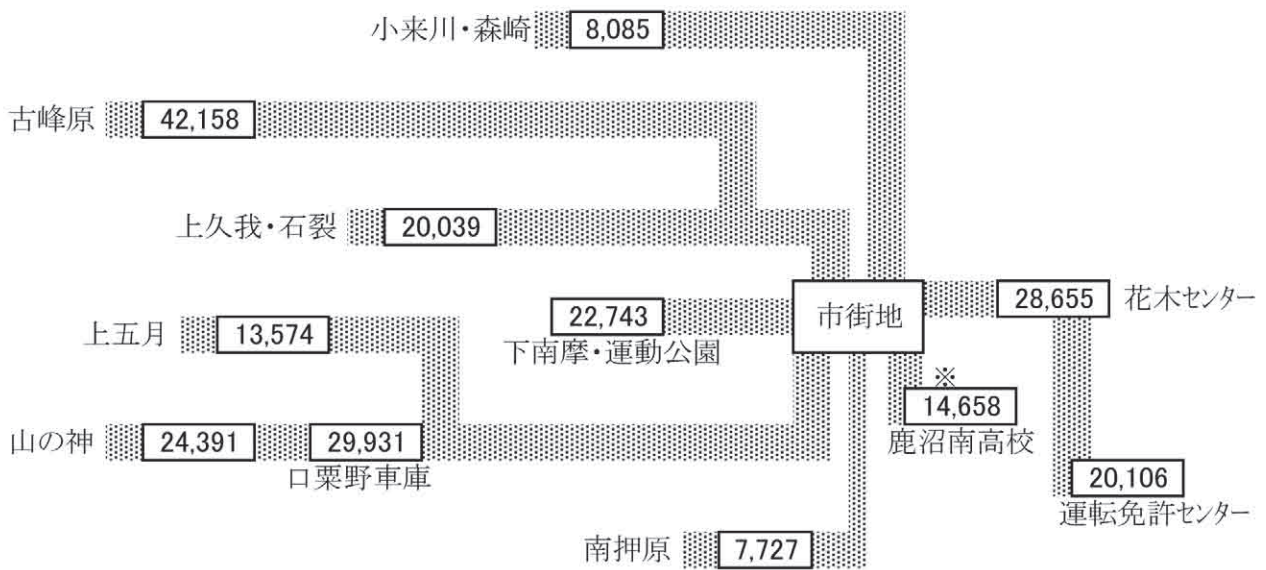 小来川・森崎 8,085
古峰原 42,158
上久我・石裂 20,039
市街地
28,655 花木センター
22,743
下南摩・運動公園
上五月 13,574
※
14,658
鹿沼南高校
山の神 24,391 29,931
口粟野車庫
20,106
運転免許センター
南押原 7,727